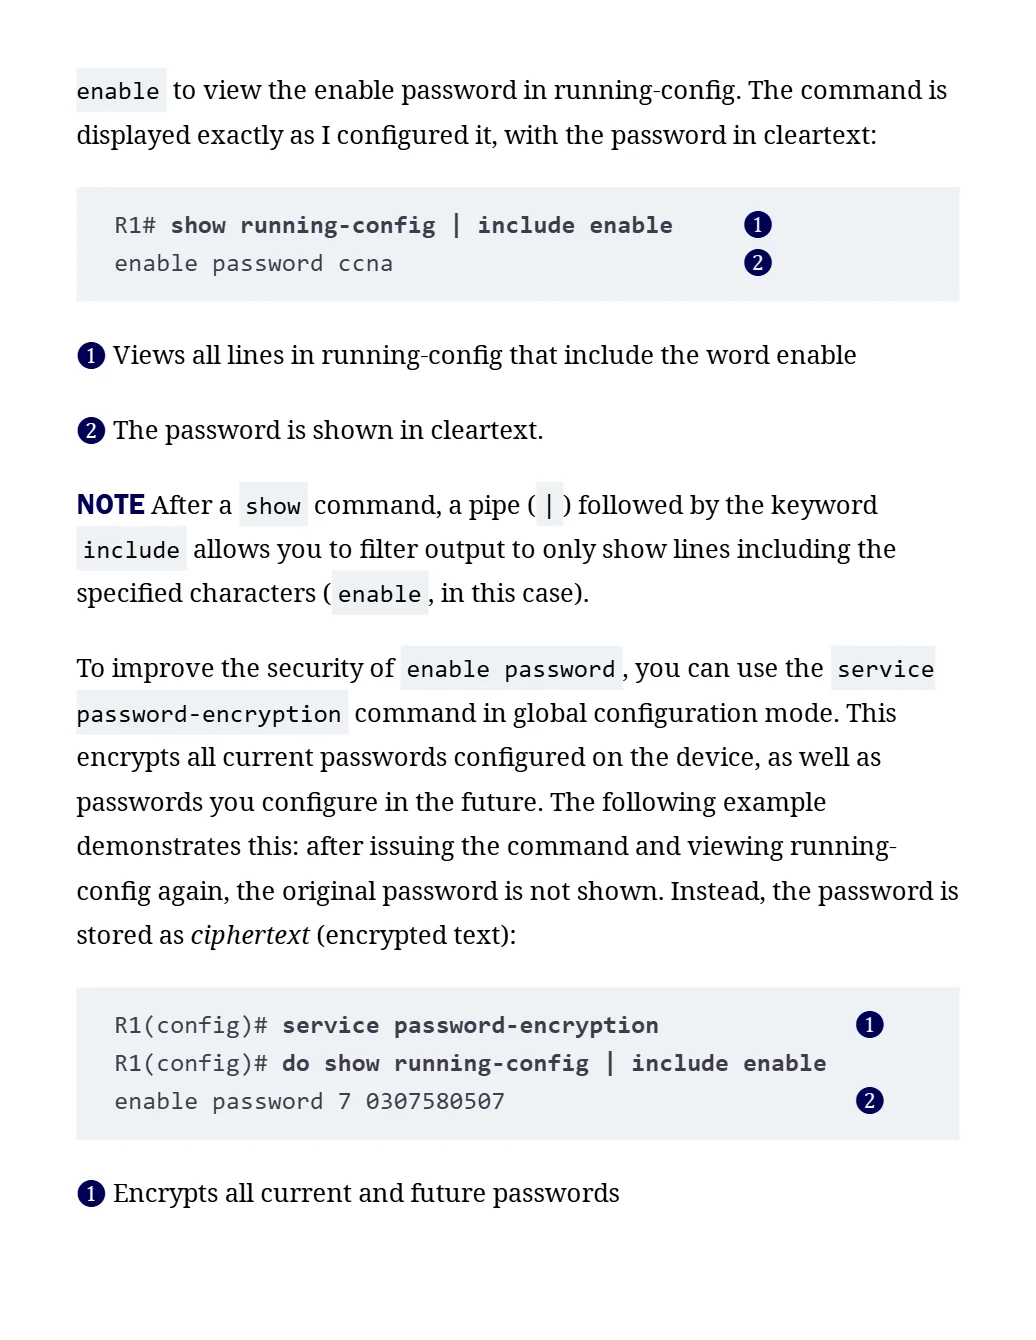 enable to view the enable password in running-config. The command is
displayed exactly as I configured it, with the password in cleartext:
R1# show running-config | include enable ❶
enable password ccna ❷
❶ Views all lines in running-config that include the word enable
❷ The password is shown in cleartext.
NOTE After a show command, a pipe ( | ) followed by the keyword
include allows you to filter output to only show lines including the
specified characters ( enable , in this case).
To improve the security of enable password , you can use the service
password-encryption command in global configuration mode. This
encrypts all current passwords configured on the device, as well as
passwords you configure in the future. The following example
demonstrates this: after issuing the command and viewing running-
config again, the original password is not shown. Instead, the password is
stored as ciphertext (encrypted text):
R1(config)# service password-encryption ❶
R1(config)# do show running-config | include enable
enable password 7 0307580507 ❷
❶ Encrypts all current and future passwords